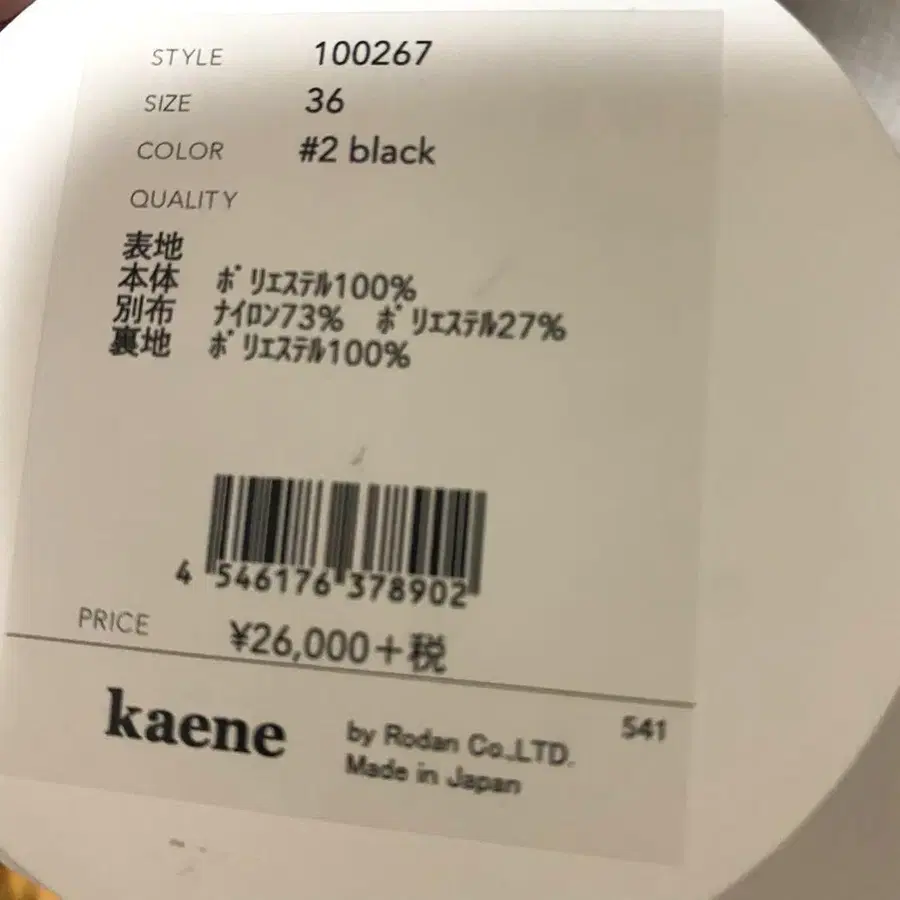 STYLE 100267
SIZE 36
COLOR #2 black
QUALITY
表地
本体 ポリエステル100%
別布 ナイロン73% ポリエステル27%
裏地 ポリエステル100%
4 546176 378902
PRICE ¥26,000+税
kaene by Rodan Co.,LTD. 541
Made in Japan